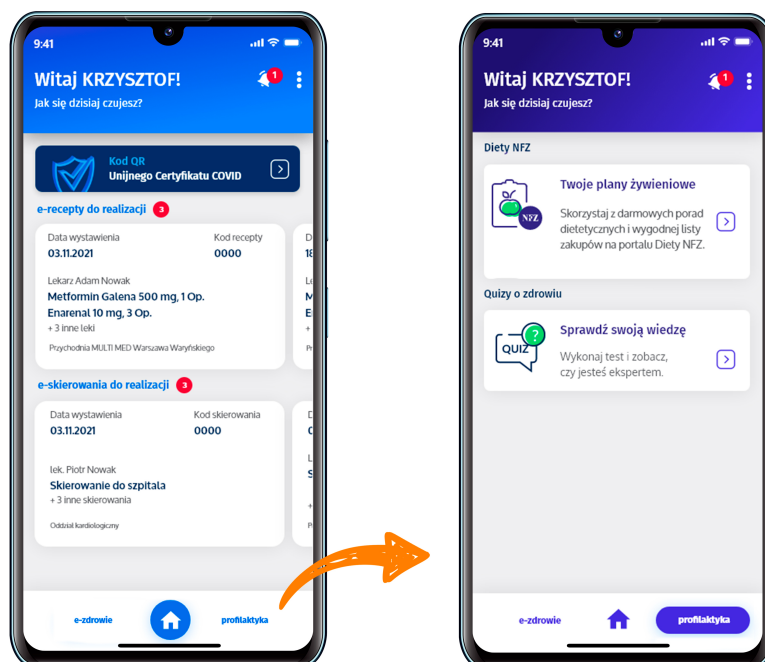 9:41
Witaj KRZYSZTOF!
1
Jak się dzisiaj czujesz?
Kod QR
Unijnego Certyfikatu COVID
e-recepty do realizacji 3
Data wystawienia Kod recepty
03.11.2021 0000
Lekarz Adam Nowak
Metformin Galena 500 mg, 1 Op.
Enarenal 10 mg, 3 Op.
+ 3 inne leki
Przychodnia MULTI MED Warszawa Waryńskiego
e-skierowania do realizacji 3
Data wystawienia Kod skierowania
03.11.2021 0000
lek. Piotr Nowak
Skierowanie do szpitala
+ 3 inne skierowania
Oddział kardiologiczny
e-zdrowie profilaktyka
9:41
Witaj KRZYSZTOF!
1
Jak się dzisiaj czujesz?
Diety NFZ
Twoje plany żywieniowe
NFZ
Skorzystaj z darmowych porad
dietetycznych i wygodnej listy
zakupów na portalu Diety NFZ.
Quizy o zdrowiu
?
QUIZ
Sprawdź swoją wiedzę
Wykonaj test i zobacz,
czy jesteś ekspertem.
e-zdrowie profilaktyka